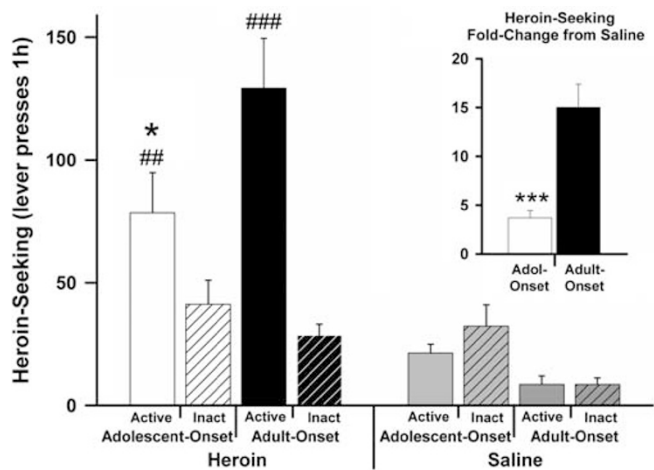 Heroin-Seeking (lever presses 1h)
150
100
50
0
*
##
###
Heroin-Seeking
Fold-Change from Saline
20
15
10
5
0
***
Adol-
Onset
Adult-
Onset
Active Inact Active Inact Active Inact Active Inact
Adolescent-Onset Adult-Onset Adolescent-Onset Adult-Onset
Heroin Saline